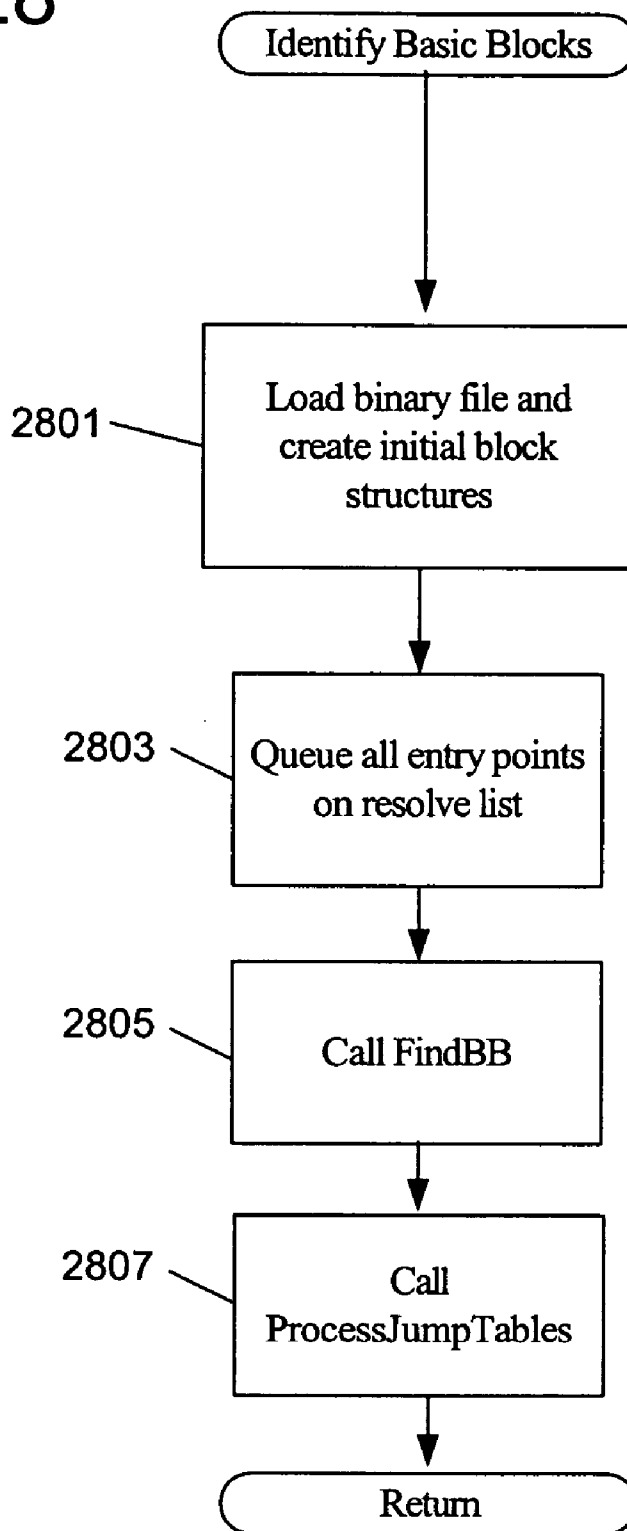 28
Identify Basic Blocks
2801
Load binary file and
create initial block
structures
2803
Queue all entry points
on resolve list
2805
Call FindBB
2807
Call
ProcessJumpTables
Return